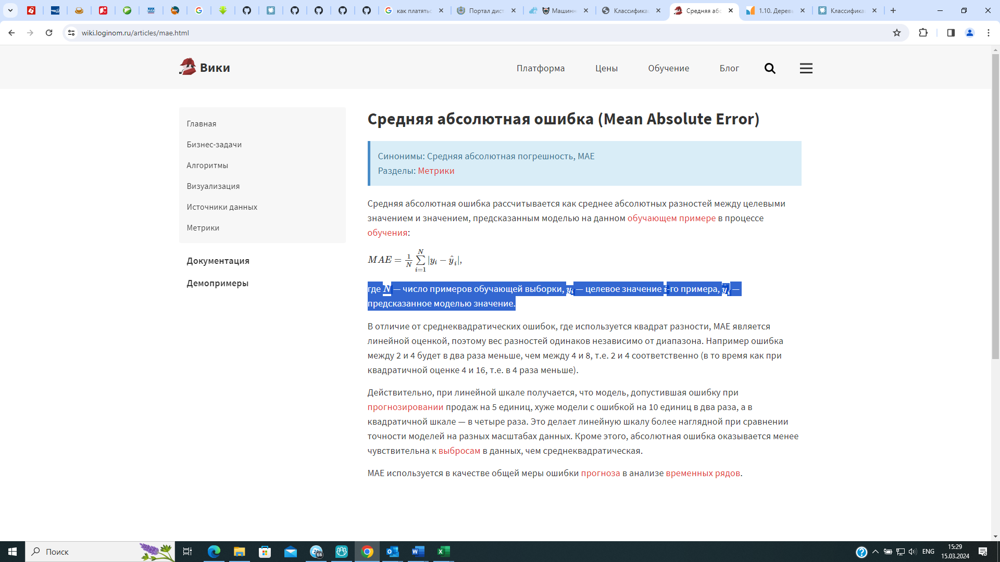 как платятьс
Портал дист
Машинн
Классифика
Средняя абс
1.10. Деревь
Классифика
wiki.loginom.ru/articles/mae.html
Вики
Платформа
Цены
Обучение
Блог
Главная
Бизнес-задачи
Алгоритмы
Визуализация
Источники данных
Метрики
Документация
Демопримеры
Средняя абсолютная ошибка (Mean Absolute Error)
Синонимы: Средняя абсолютная погрешность, MAE
Разделы: Метрики
Средняя абсолютная ошибка рассчитывается как среднее абсолютных разностей между целевыми
значением и значением, предсказанным моделью на данном обучающем примере в процессе
обучения:
MAE = 1/N N∑i=1 |yi − ŷi|,
где N — число примеров обучающей выборки, yi — целевое значение i-го примера, ŷi —
предсказанное моделью значение.
В отличие от среднеквадратических ошибок, где используется квадрат разности, MAE является
линейной оценкой, поэтому вес разностей одинаков независимо от диапазона. Например ошибка
между 2 и 4 будет в два раза меньше, чем между 4 и 8, т.е. 2 и 4 соответственно (в то время как при
квадратичной оценке 4 и 16, т.е. в 4 раза меньше).
Действительно, при линейной шкале получается, что модель, допустившая ошибку при
прогнозировании продаж на 5 единиц, хуже модели с ошибкой на 10 единиц в два раза, а в
квадратичной шкале — в четыре раза. Это делает линейную шкалу более наглядной при сравнении
точности моделей на разных масштабах данных. Кроме этого, абсолютная ошибка оказывается менее
чувствительна к выбросам в данных, чем среднеквадратическая.
MAE используется в качестве общей меры ошибки прогноза в анализе временных рядов.
Поиск
66
ENG
15:29
15.03.2024